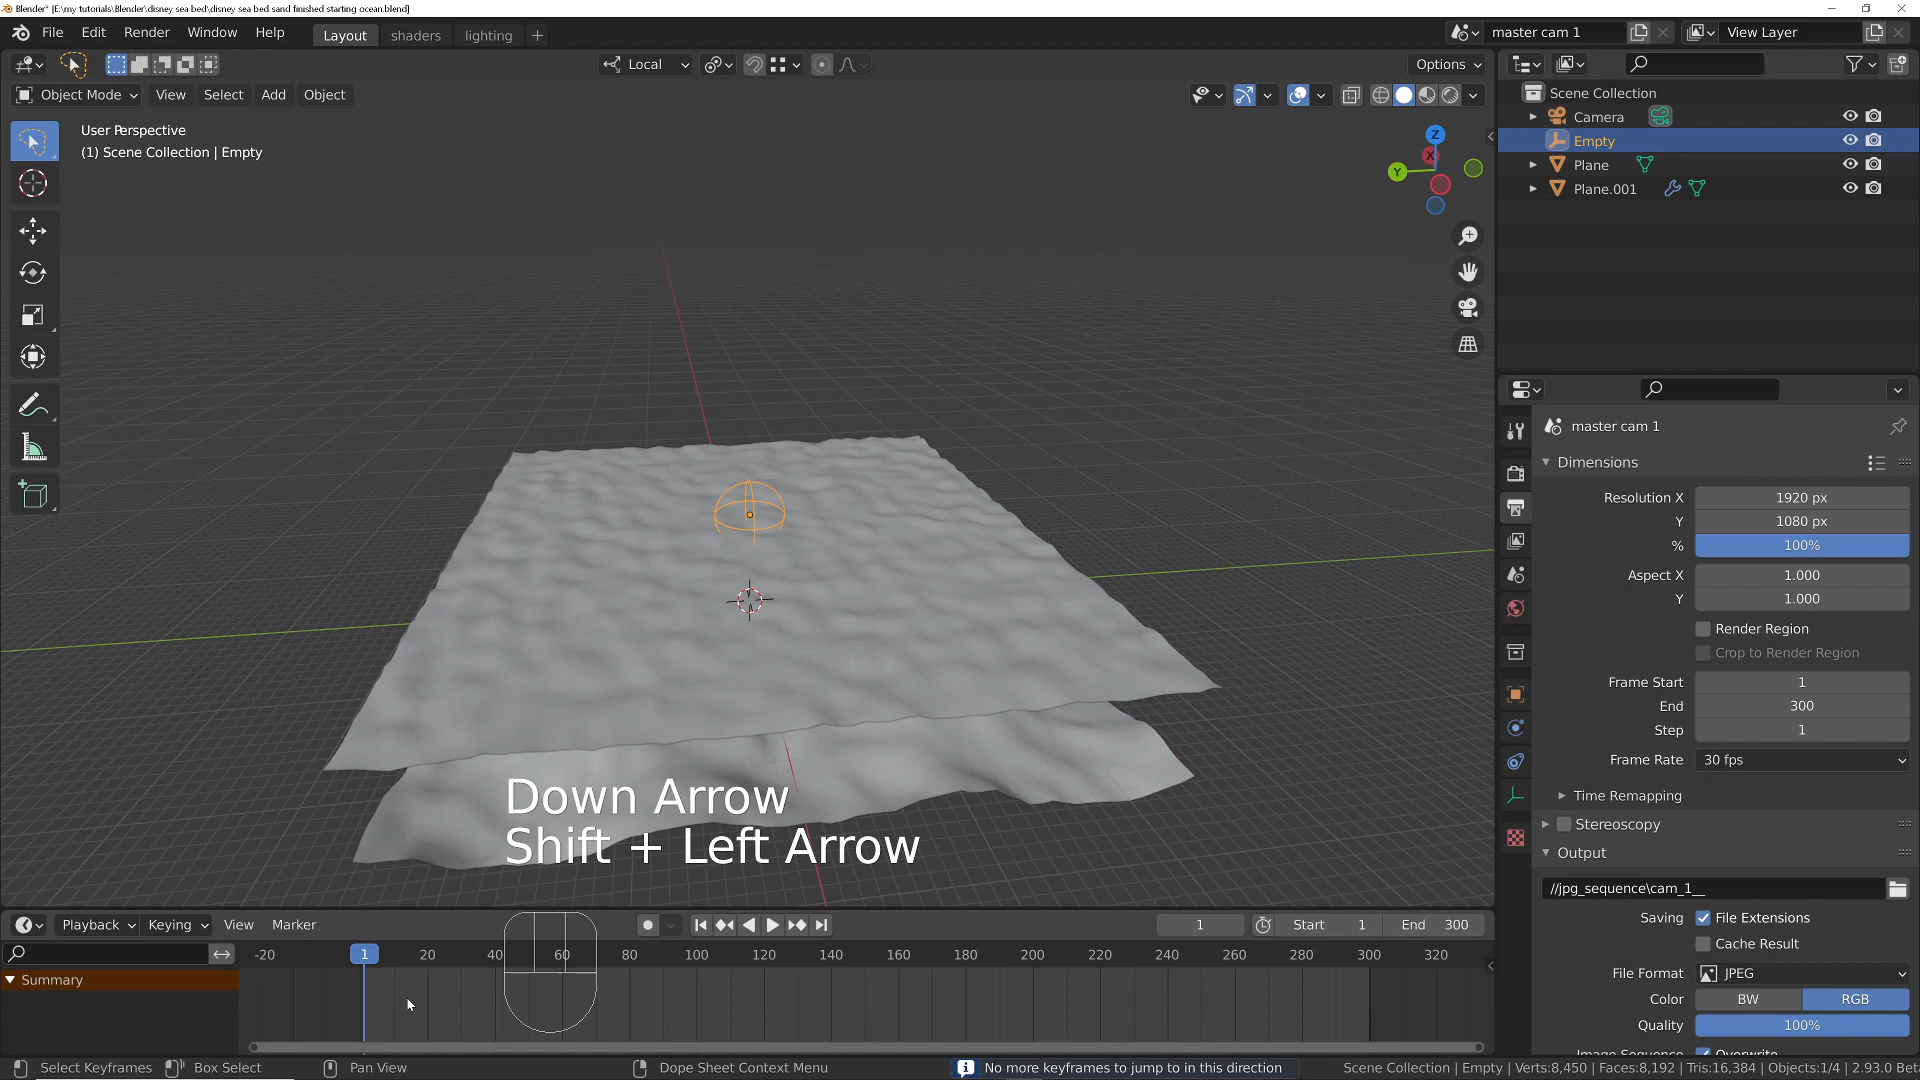 Blender* [E:\my tutorials\Blender\disney sea bed\disney sea bed sand finished starting ocean.blend]
File Edit Render Window Help Layout shaders lighting + master cam 1 View Layer
Local Options
Object Mode View Select Add Object
User Perspective
(1) Scene Collection | Empty
Z
X
Y
Scene Collection
Camera
Empty
Plane
Plane.001
master cam 1
Dimensions
Resolution X 1920 px
Y 1080 px
% 100%
Aspect X 1.000
Y 1.000
Render Region
Crop to Render Region
Frame Start 1
End 300
Step 1
Frame Rate 30 fps
Time Remapping
Stereoscopy
Output
//jpg_sequence\cam_1__
Saving File Extensions
Cache Result
File Format JPEG
Color BW RGB
Quality 100%
Image Sequence Overwrite
Down Arrow
Shift + Left Arrow
Playback Keying View Marker 1 Start 1 End 300
-20 1 20 40 60 80 100 120 140 160 180 200 220 240 260 280 300 320
Summary
Select Keyframes Box Select Pan View Dope Sheet Context Menu No more keyframes to jump to in this direction Scene Collection | Empty | Verts:8,450 | Faces:8,192 | Tris:16,384 | Objects:1/4 | 2.93.0 Bet